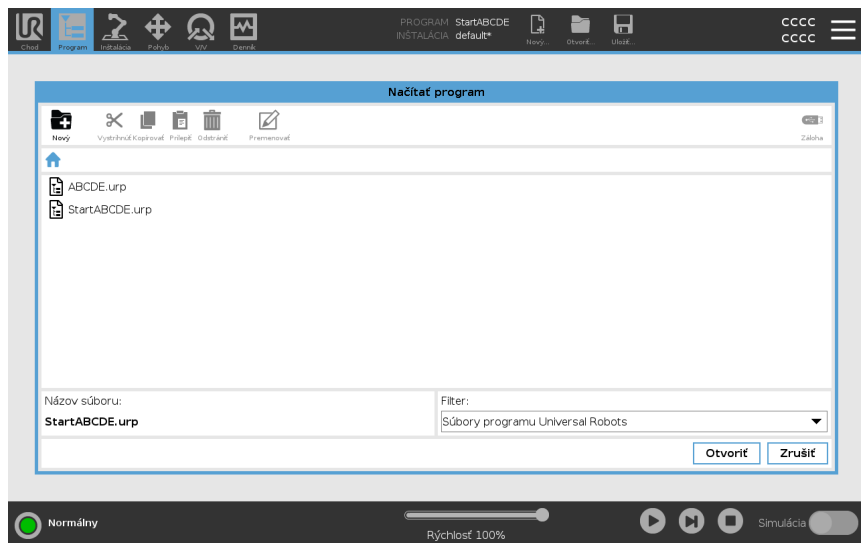 PROGRAM StartABCDE
INŠTALÁCIA default*
Chod Program Inštalácia Pohyb V/V Denník
Nový... Otvoriť... Uložiť...
CCCC
CCCC
Načítať program
Nový Vystrihnúť Kopírovať Prilepiť Odstrániť Premenovať Záloha
ABCDE.urp
StartABCDE.urp
Názov súboru: Filter:
StartABCDE.urp Súbory programu Universal Robots
Otvoriť Zrušiť
Normálny
Rýchlosť 100%
Simulácia